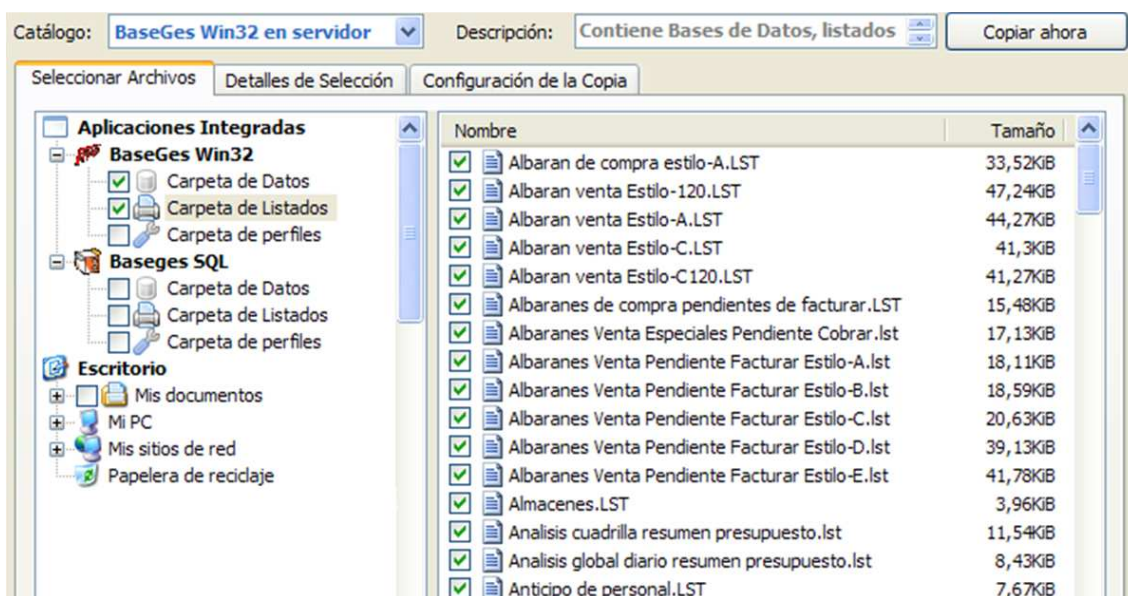 Catálogo: BaseGes Win32 en servidor Descripción: Contiene Bases de Datos, listados Copiar ahora
Seleccionar Archivos Detalles de Selección Configuración de la Copia
Aplicaciones Integradas
BaseGes Win32
Carpeta de Datos
Carpeta de Listados
Carpeta de perfiles
Baseges SQL
Carpeta de Datos
Carpeta de Listados
Carpeta de perfiles
Escritorio
Mis documentos
Mi PC
Mis sitios de red
Papelera de reciclaje
Nombre Tamaño
Albaran de compra estilo-A.LST 33,52KiB
Albaran venta Estilo-120.LST 47,24KiB
Albaran venta Estilo-A.LST 44,27KiB
Albaran venta Estilo-C.LST 41,3KiB
Albaran venta Estilo-C120.LST 41,27KiB
Albaranes de compra pendientes de facturar.LST 15,48KiB
Albaranes Venta Especiales Pendiente Cobrar.lst 17,13KiB
Albaranes Venta Pendiente Facturar Estilo-A.lst 18,11KiB
Albaranes Venta Pendiente Facturar Estilo-B.lst 18,59KiB
Albaranes Venta Pendiente Facturar Estilo-C.lst 20,63KiB
Albaranes Venta Pendiente Facturar Estilo-D.lst 39,13KiB
Albaranes Venta Pendiente Facturar Estilo-E.lst 41,78KiB
Almacenes.LST 3,96KiB
Analisis cuadrilla resumen presupuesto.lst 11,54KiB
Analisis global diario resumen presupuesto.lst 8,43KiB
Anticipo de personal.LST 7,67KiB